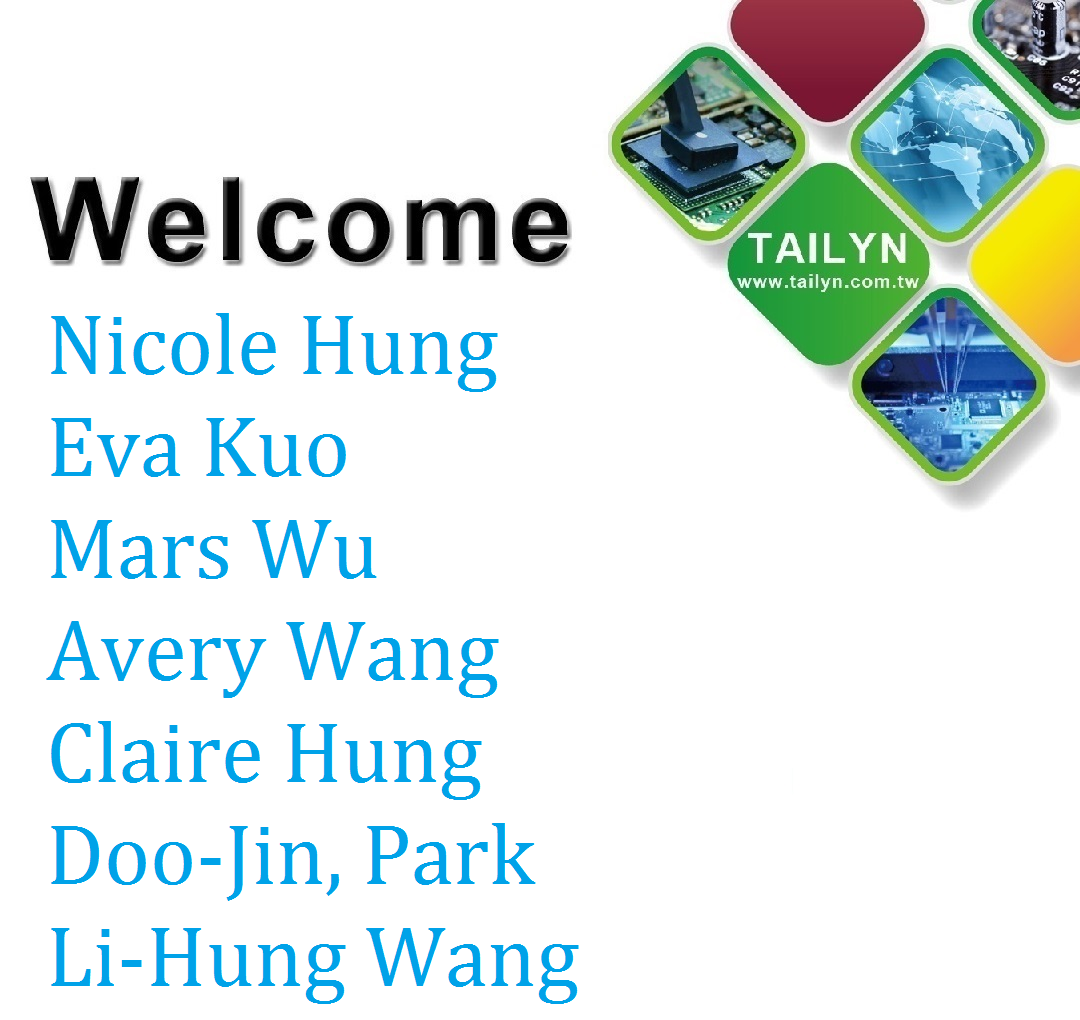 Welcome
TAILYN
www.tailyn.com.tw
Nicole Hung
Eva Kuo
Mars Wu
Avery Wang
Claire Hung
Doo-Jin, Park
Li-Hung Wang